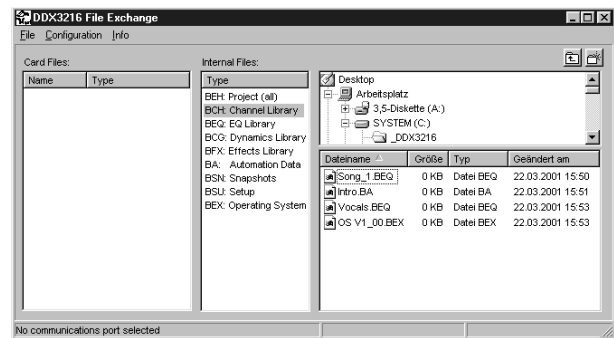 DDX3216 File Exchange
File Configuration Info
Card Files:
Name Type
Internal Files:
Type
BEH: Project (all)
BCH: Channel Library
BEQ: EQ Library
BCG: Dynamics Library
BFX: Effects Library
BA: Automation Data
BSN: Snapshots
BSU: Setup
BEX: Operating System
Desktop
Arbeitsplatz
3,5-Diskette (A:)
SYSTEM (C:)
_DDX3216
Dateiname Größe Typ Geändert am
Song_1.BEQ 0 KB Datei BEQ 22.03.2001 15:50
Intro.BA 0 KB Datei BA 22.03.2001 15:51
Vocals.BEQ 0 KB Datei BEQ 22.03.2001 15:53
OS V1_00.BEX 0 KB Datei BEX 22.03.2001 15:53
No communications port selected